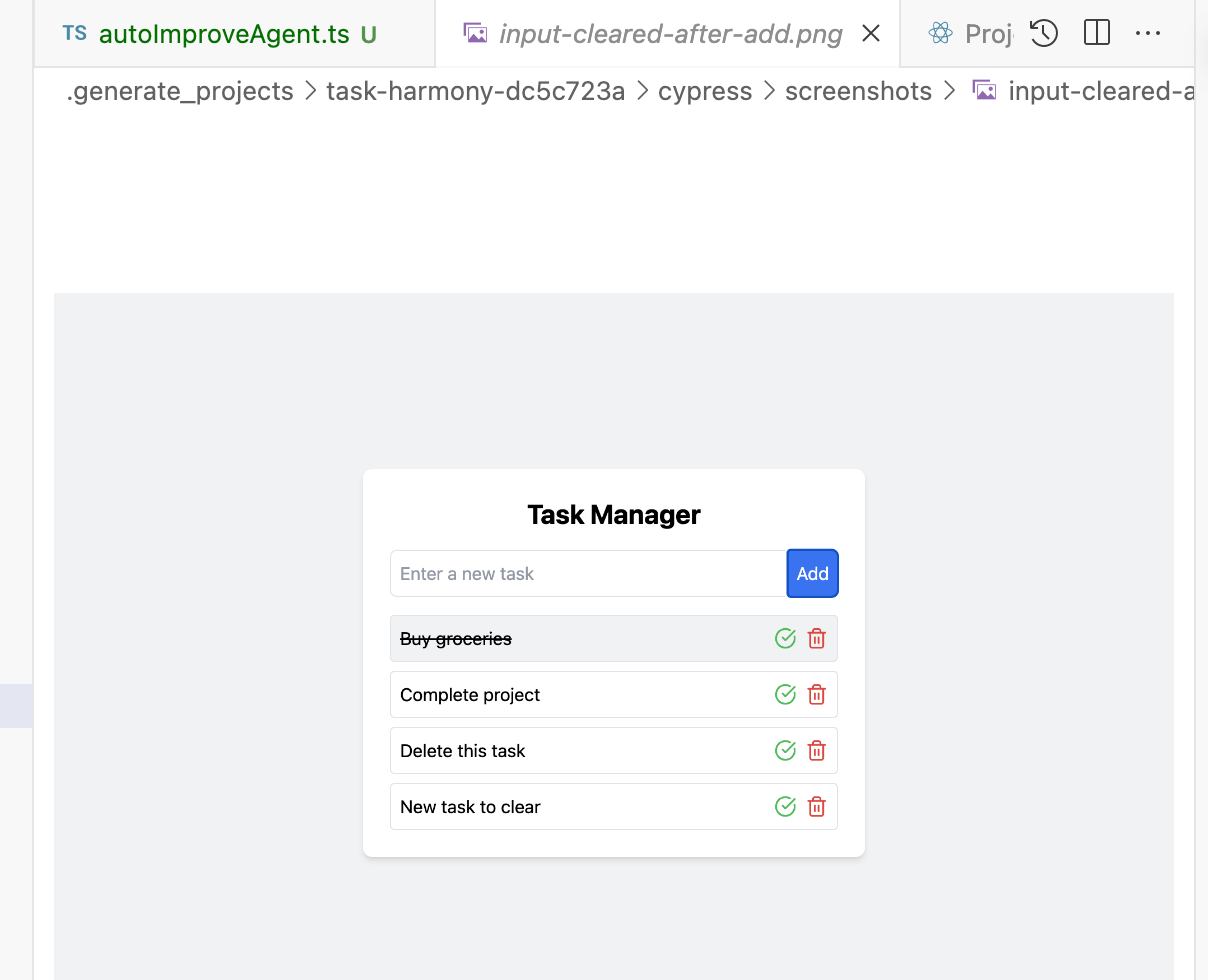 TS autoImproveAgent.ts U input-cleared-after-add.png Proj
.generate_projects > task-harmony-dc5c723a > cypress > screenshots > input-cleared-a
Task Manager
Enter a new task Add
Buy groceries
Complete project
Delete this task
New task to clear